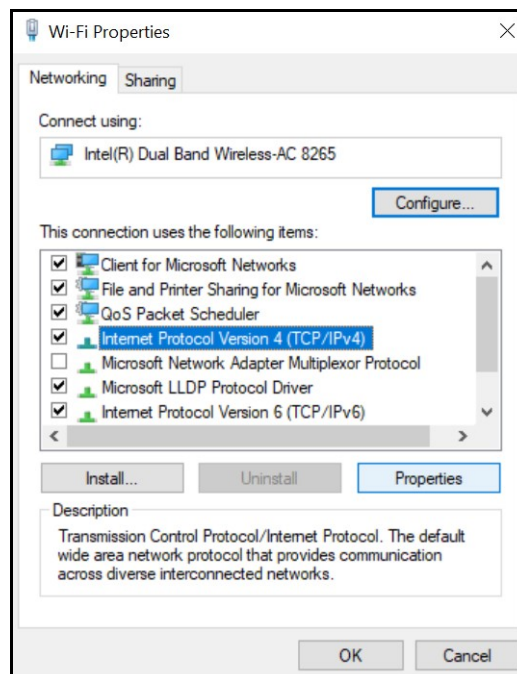 Wi-Fi Properties
Networking
Sharing
Connect using:
Intel(R) Dual Band Wireless-AC 8265
Configure...
This connection uses the following items:
Client for Microsoft Networks
File and Printer Sharing for Microsoft Networks
QoS Packet Scheduler
Internet Protocol Version 4 (TCP/IPv4)
Microsoft Network Adapter Multiplexor Protocol
Microsoft LLDP Protocol Driver
Internet Protocol Version 6 (TCP/IPv6)
Install...
Uninstall
Properties
Description
Transmission Control Protocol/Internet Protocol. The default
wide area network protocol that provides communication
across diverse interconnected networks.
OK
Cancel